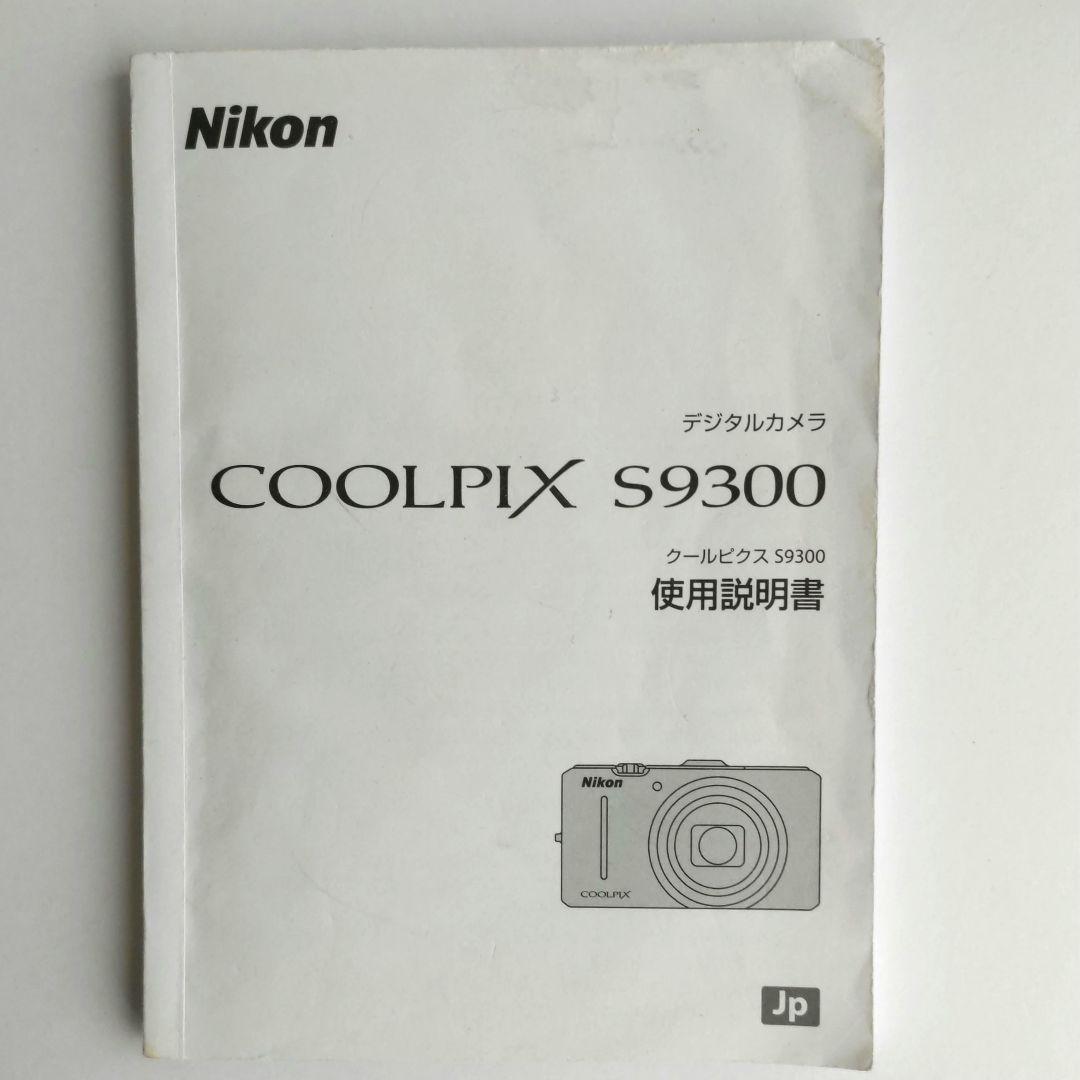 Nikon
デジタルカメラ
COOLPIX S9300
クールピクス S9300
使用説明書
Nikon
COOLPIX
Jp